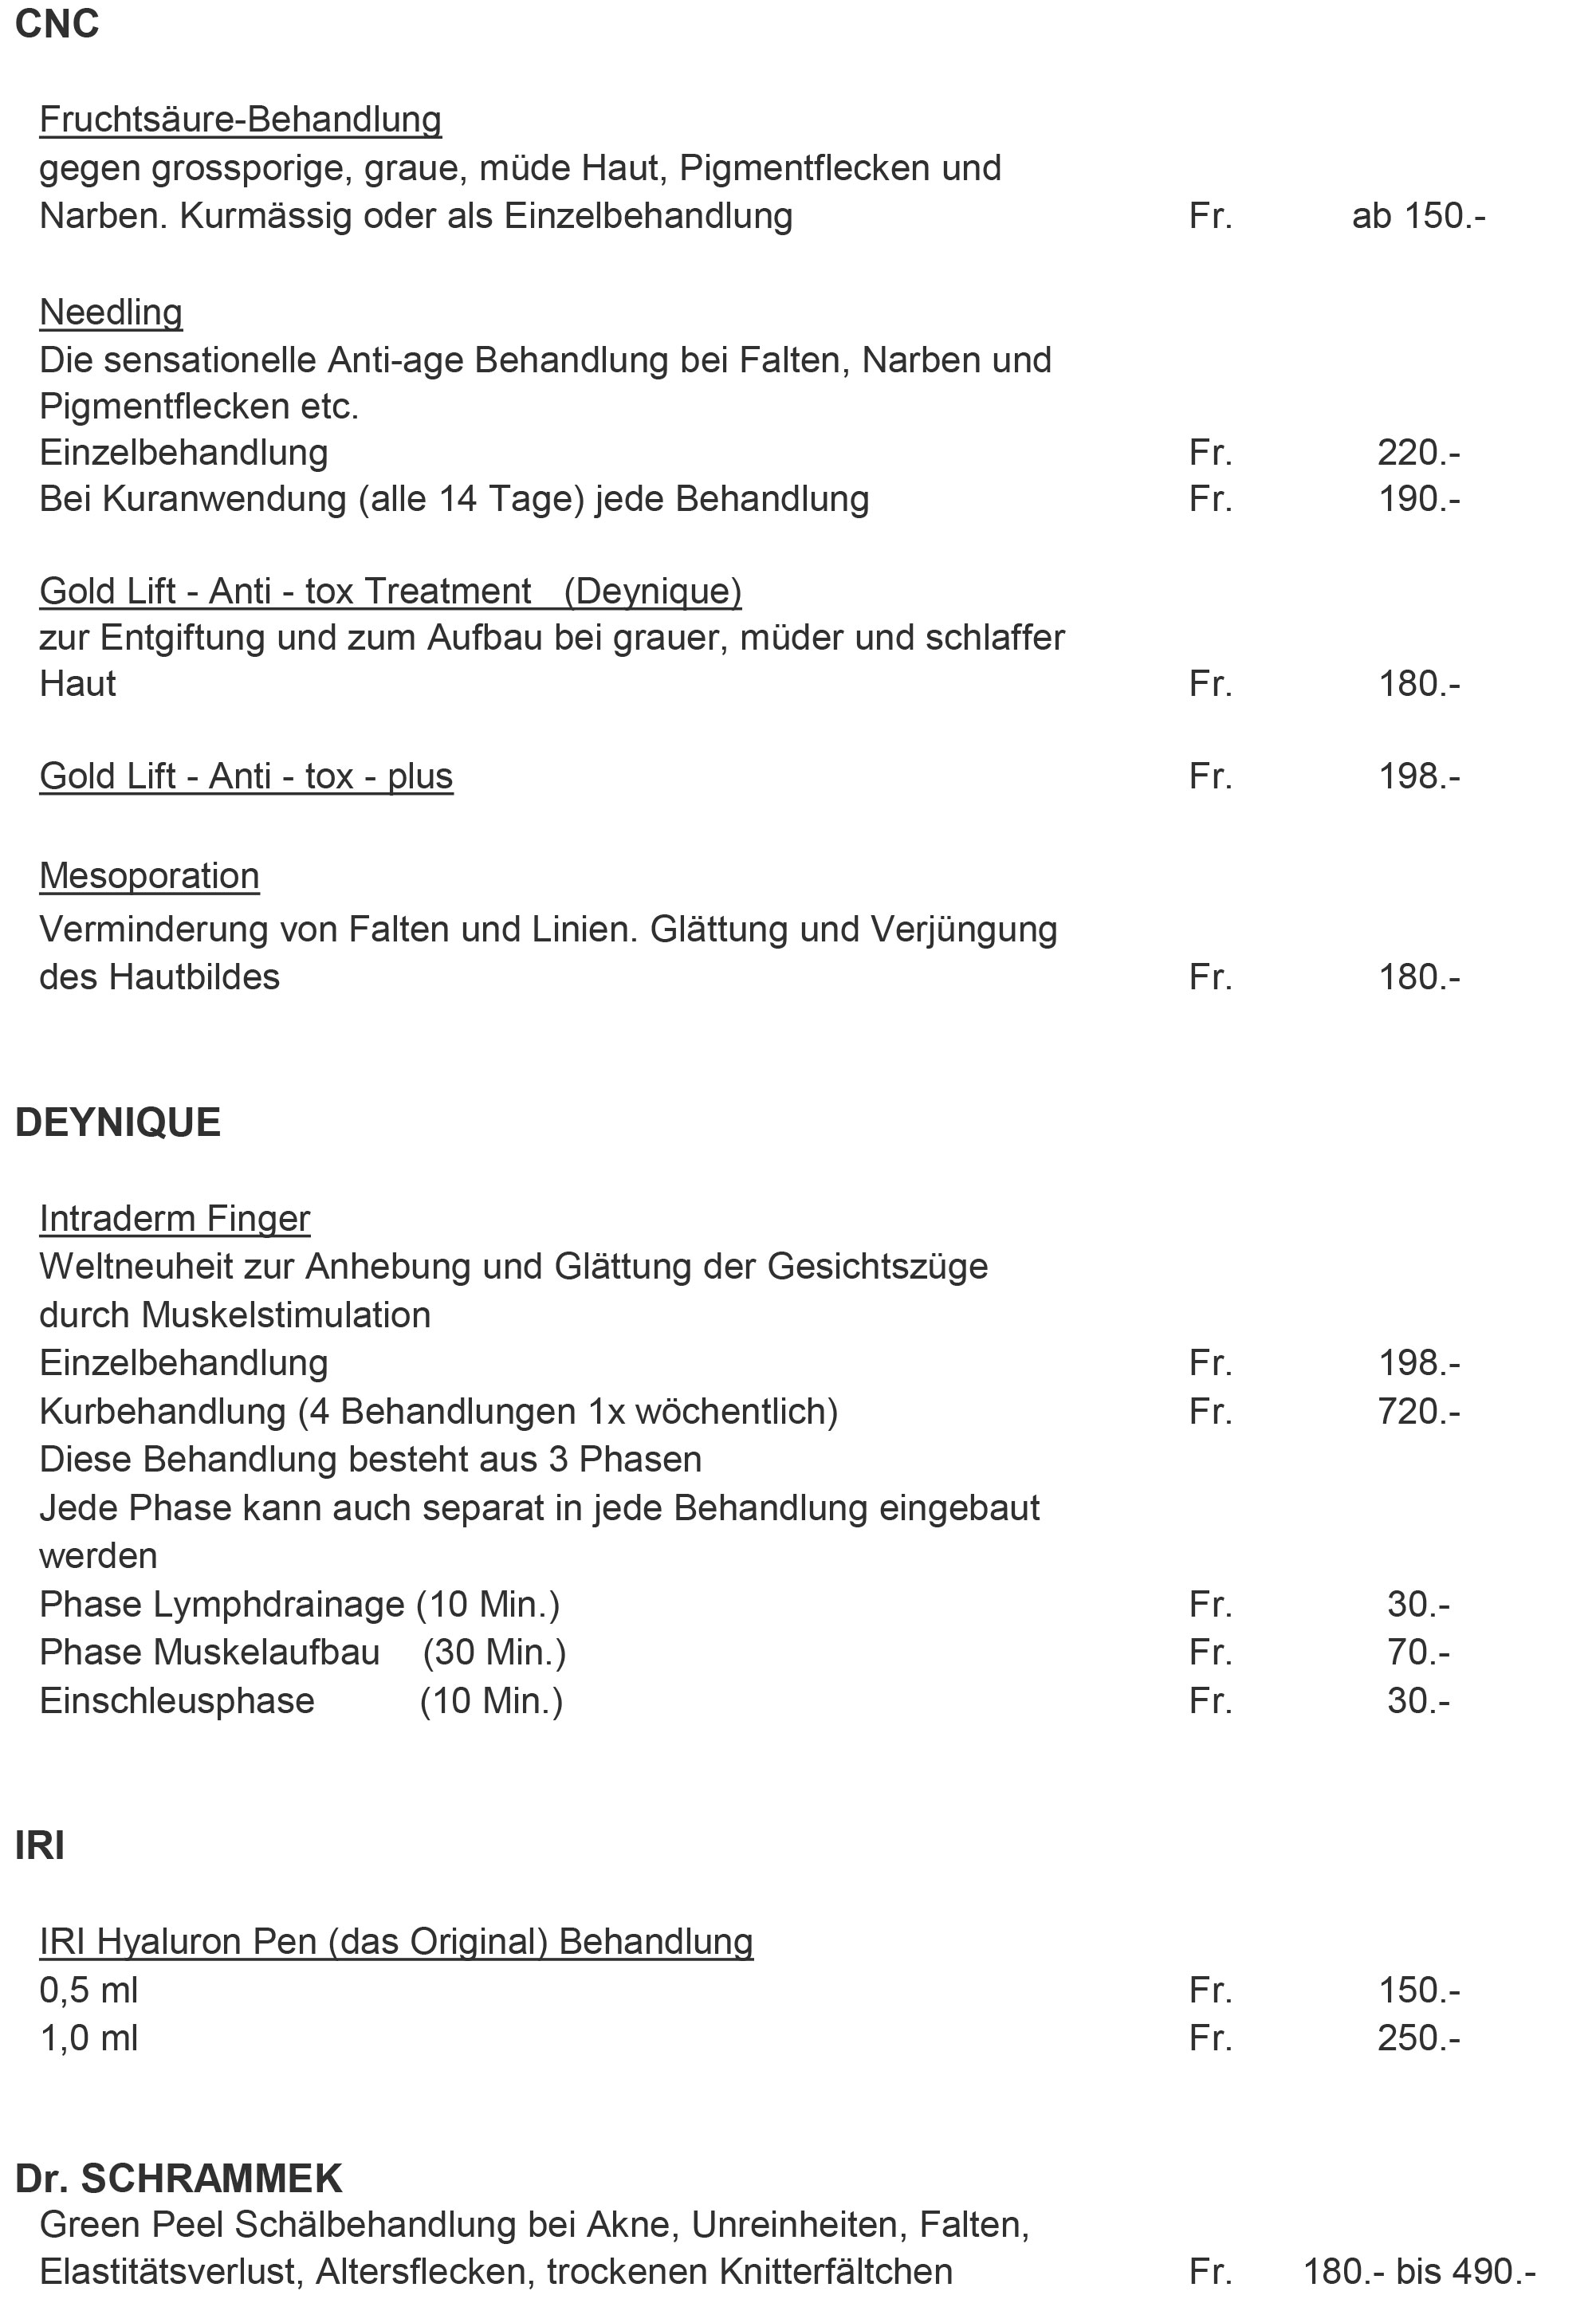 CNC
Fruchtsäure-Behandlung
gegen grossporige, graue, müde Haut, Pigmentflecken und
Narben. Kurmässig oder als Einzelbehandlung Fr. ab 150.-
Needling
Die sensationelle Anti-age Behandlung bei Falten, Narben und
Pigmentflecken etc.
Einzelbehandlung Fr. 220.-
Bei Kuranwendung (alle 14 Tage) jede Behandlung Fr. 190.-
Gold Lift - Anti - tox Treatment (Deynique)
zur Entgiftung und zum Aufbau bei grauer, müder und schlaffer
Haut Fr. 180.-
Gold Lift - Anti - tox - plus Fr. 198.-
Mesoporation
Verminderung von Falten und Linien. Glättung und Verjüngung
des Hautbildes Fr. 180.-
DEYNIQUE
Intraderm Finger
Weltneuheit zur Anhebung und Glättung der Gesichtszüge
durch Muskelstimulation
Einzelbehandlung Fr. 198.-
Kurbehandlung (4 Behandlungen 1x wöchentlich) Fr. 720.-
Diese Behandlung besteht aus 3 Phasen
Jede Phase kann auch separat in jede Behandlung eingebaut
werden
Phase Lymphdrainage (10 Min.) Fr. 30.-
Phase Muskelaufbau (30 Min.) Fr. 70.-
Einschleusphase (10 Min.) Fr. 30.-
IRI
IRI Hyaluron Pen (das Original) Behandlung
0,5 ml Fr. 150.-
1,0 ml Fr. 250.-
Dr. SCHRAMMEK
Green Peel Schälbehandlung bei Akne, Unreinheiten, Falten,
Elastitätsverlust, Altersflecken, trockenen Knitterfältchen Fr. 180.- bis 490.-